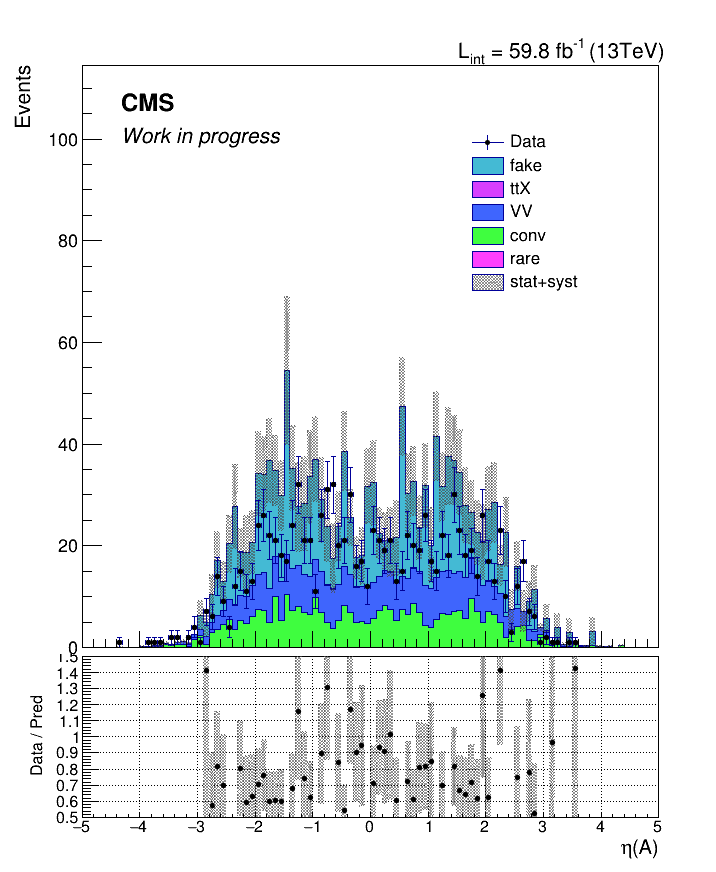 L_int = 59.8 fb^-1 (13TeV)
Events
CMS
Work in progress
100
80
60
40
20
0
Data
fake
ttX
VV
conv
rare
stat+syst
Data / Pred
1.5
1.4
1.3
1.2
1.1
1
0.9
0.8
0.7
0.6
0.5
−5 −4 −3 −2 −1 0 1 2 3 4 5
η(A)